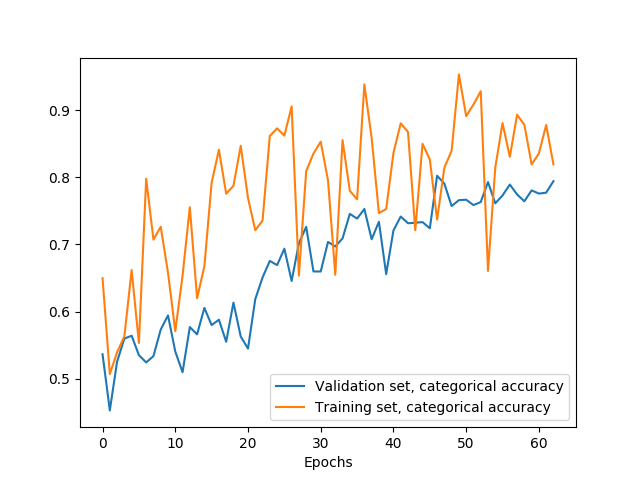 0.9
0.8
0.7
0.6
0.5
Validation set, categorical accuracy
Training set, categorical accuracy
0 10 20 30 40 50 60
Epochs